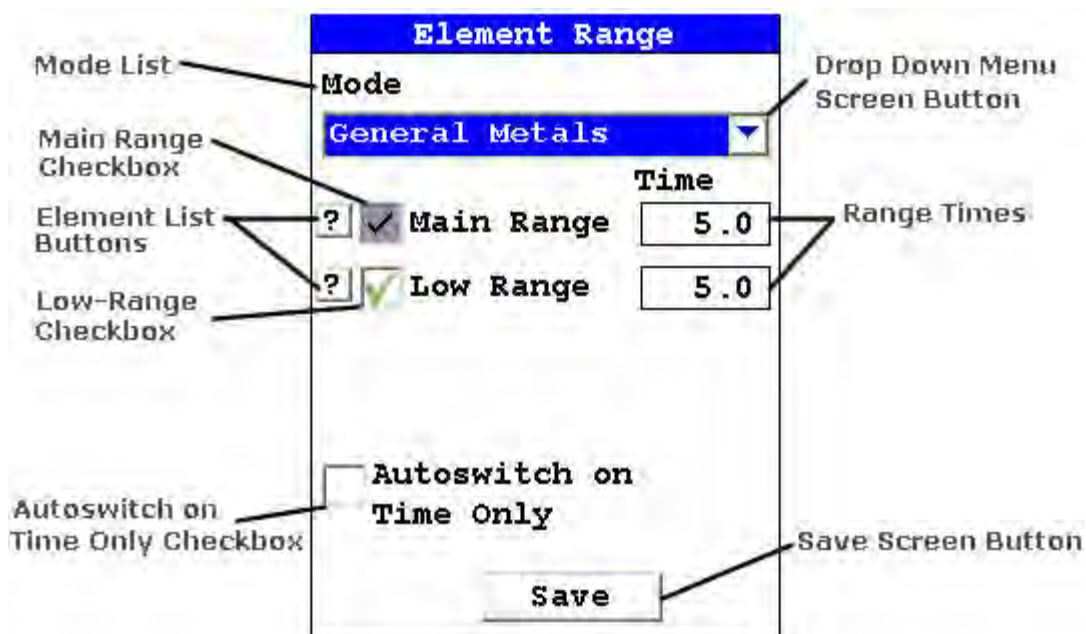 Element Range
Mode List
Mode
Drop Down Menu
Screen Button
General Metals
Main Range
Checkbox
Time
Element List
Buttons
? Main Range 5.0
Range Times
? Low Range 5.0
Low-Range
Checkbox
Autoswitch on
Time Only
Autoswitch on
Time Only Checkbox
Save Screen Button
Save